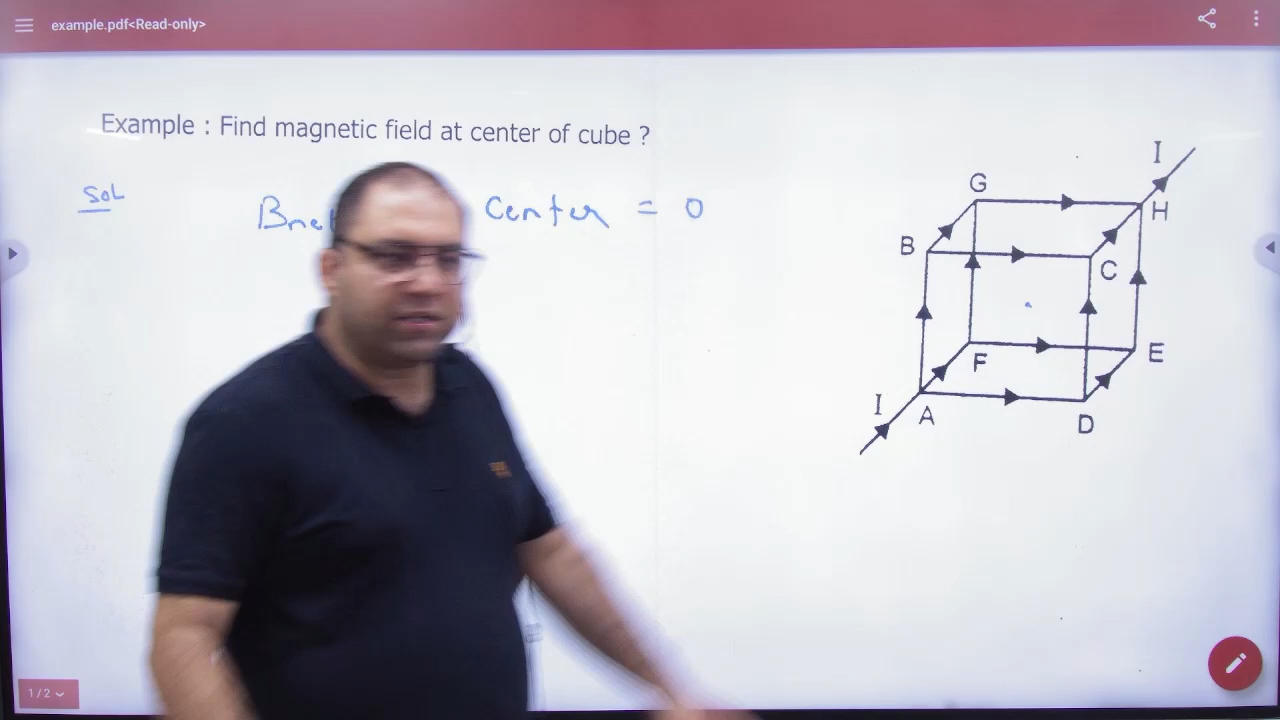 example.pdf<Read-only>
Example : Find magnetic field at center of cube ?
Sol
Center = 0
I
G
H
B
C
F
E
I
A
D
1 / 2